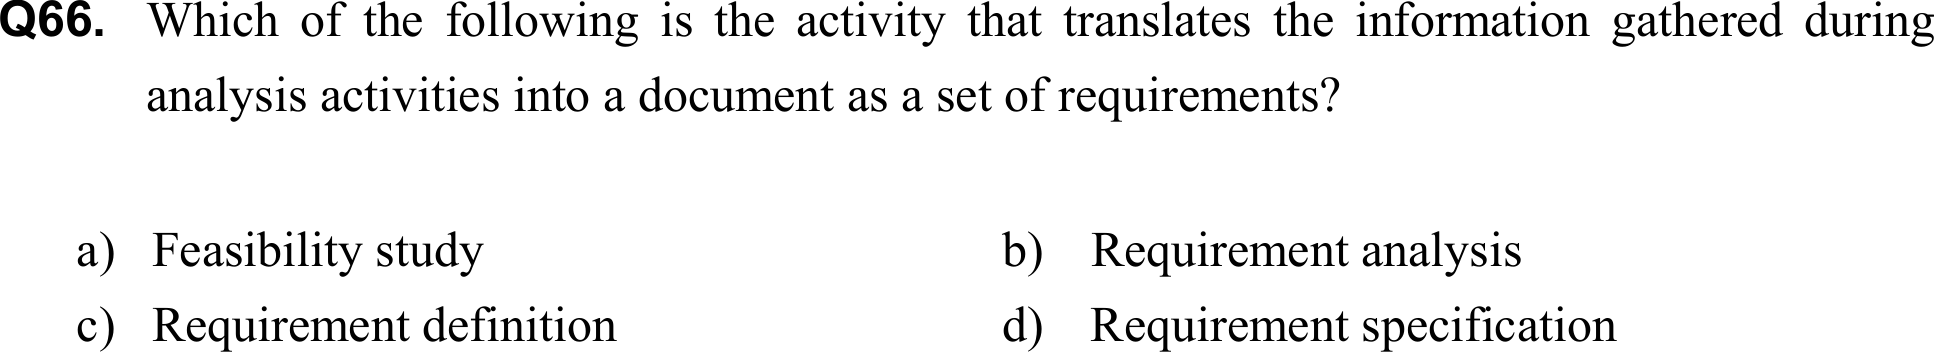 Q66. Which of the following is the activity that translates the information gathered during
analysis activities into a document as a set of requirements?
a) Feasibility study b) Requirement analysis
c) Requirement definition d) Requirement specification